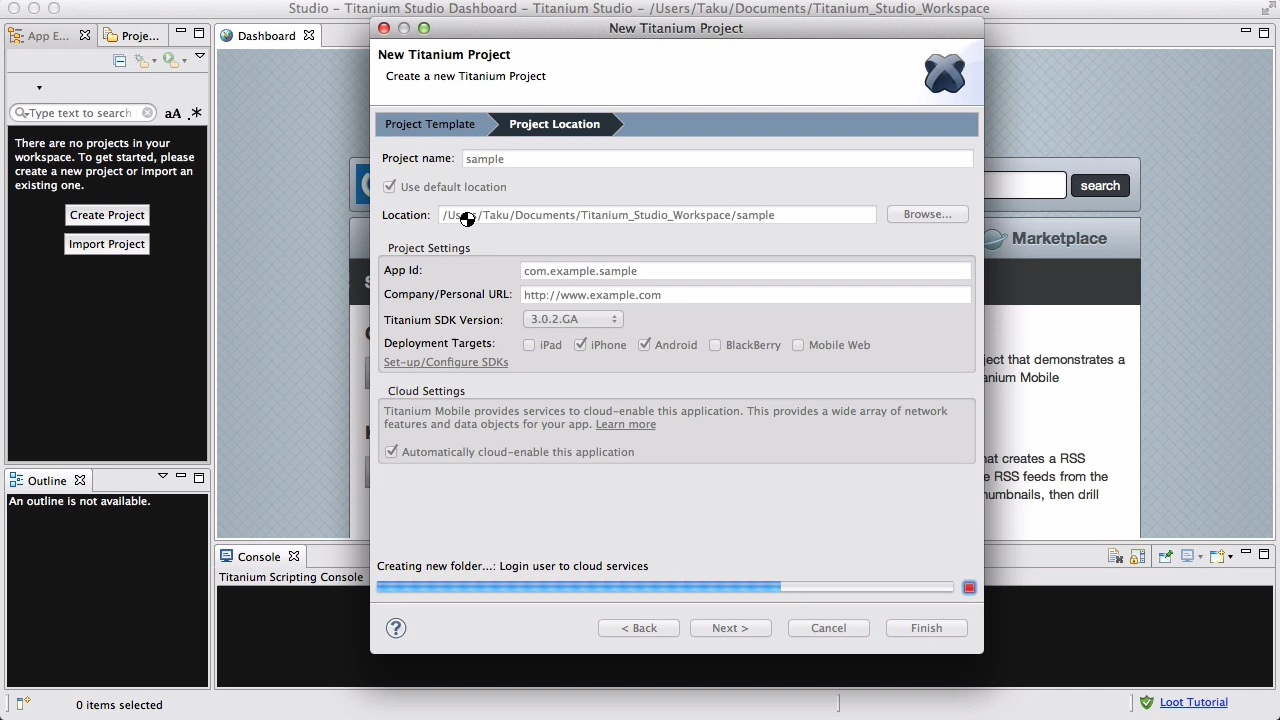 Studio - Titanium Studio Dashboard - Titanium Studio - /Users/Taku/Documents/Titanium_Studio_Workspace
App E...
Proje...
Dashboard
Type text to search
aA .*
There are no projects in your
workspace. To get started, please
create a new project or import an
existing one.
Create Project
Import Project
Outline
An outline is not available.
New Titanium Project
New Titanium Project
Create a new Titanium Project
Project Template
Project Location
Project name: sample
Use default location
Location: /Users/Taku/Documents/Titanium_Studio_Workspace/sample
Browse...
Project Settings
App Id: com.example.sample
Company/Personal URL: http://www.example.com
Titanium SDK Version: 3.0.2.GA
Deployment Targets: iPad iPhone Android BlackBerry Mobile Web
Set-up/Configure SDKs
Cloud Settings
Titanium Mobile provides services to cloud-enable this application. This provides a wide array of network
features and data objects for your app. Learn more
Automatically cloud-enable this application
Creating new folder...: Login user to cloud services
?
< Back
Next >
Cancel
Finish
search
Marketplace
ject that demonstrates a
anium Mobile
hat creates a RSS
e RSS feeds from the
humbnails, then drill
Console
Titanium Scripting Console
0 items selected
Loot Tutorial